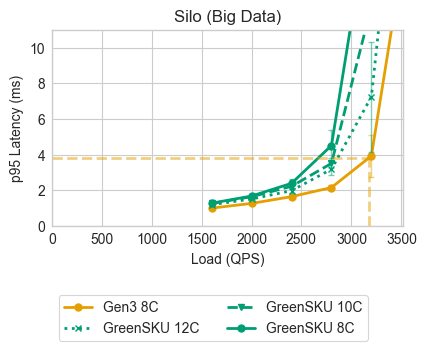 Silo (Big Data)
10
8
6
4
2
0
p95 Latency (ms)
0 500 1000 1500 2000 2500 3000 3500
Load (QPS)
Gen3 8C GreenSKU 10C
GreenSKU 12C GreenSKU 8C